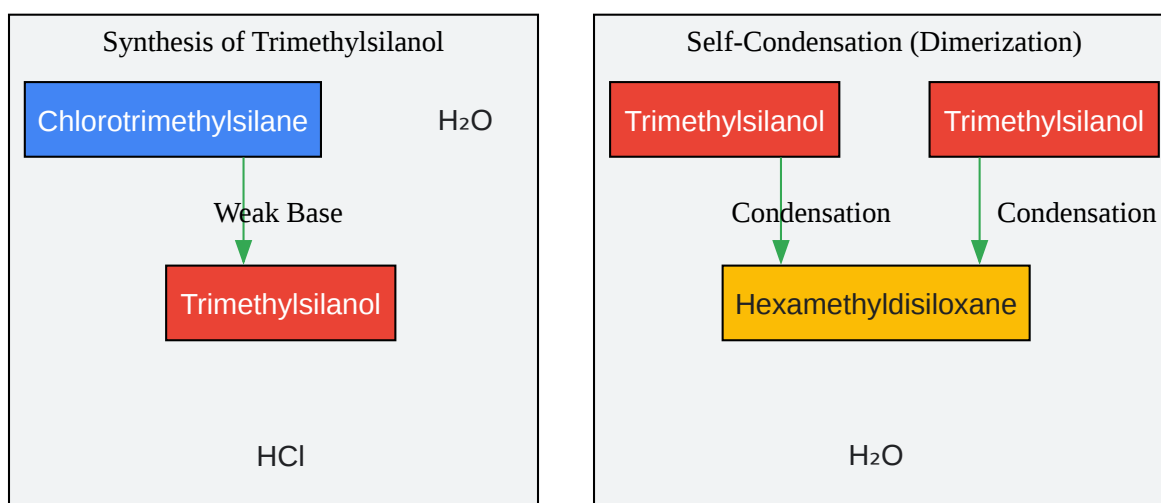 Synthesis of Trimethylsilanol
Chlorotrimethylsilane
H₂O
Weak Base
Trimethylsilanol
HCl
Self-Condensation (Dimerization)
Trimethylsilanol
Trimethylsilanol
Condensation
Condensation
Hexamethyldisiloxane
H₂O